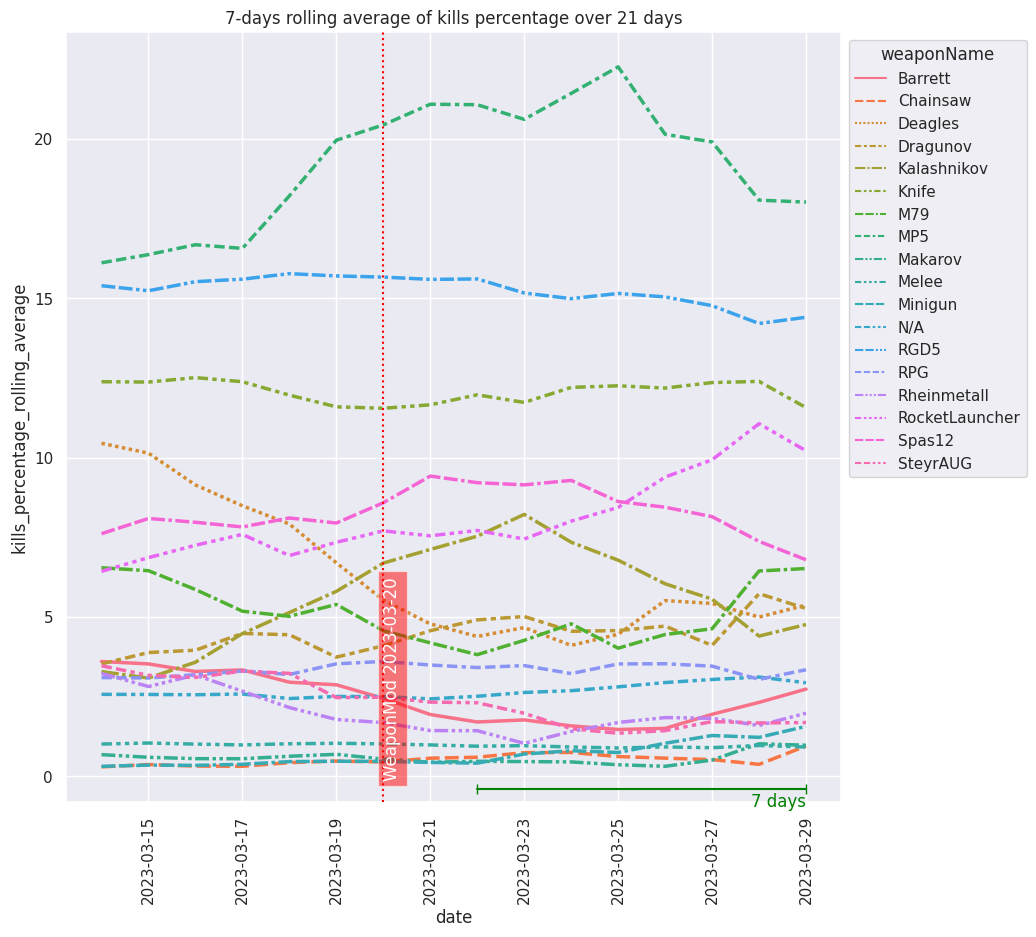 7-days rolling average of kills percentage over 21 days
kills_percentage_rolling_average
20
15
10
5
0
WeaponMod 2023-03-20
7 days
2023-03-15
2023-03-17
2023-03-19
2023-03-21
2023-03-23
2023-03-25
2023-03-27
2023-03-29
date
weaponName
Barrett
Chainsaw
Deagles
Dragunov
Kalashnikov
Knife
M79
MP5
Makarov
Melee
Minigun
N/A
RGD5
RPG
Rheinmetall
RocketLauncher
Spas12
SteyrAUG